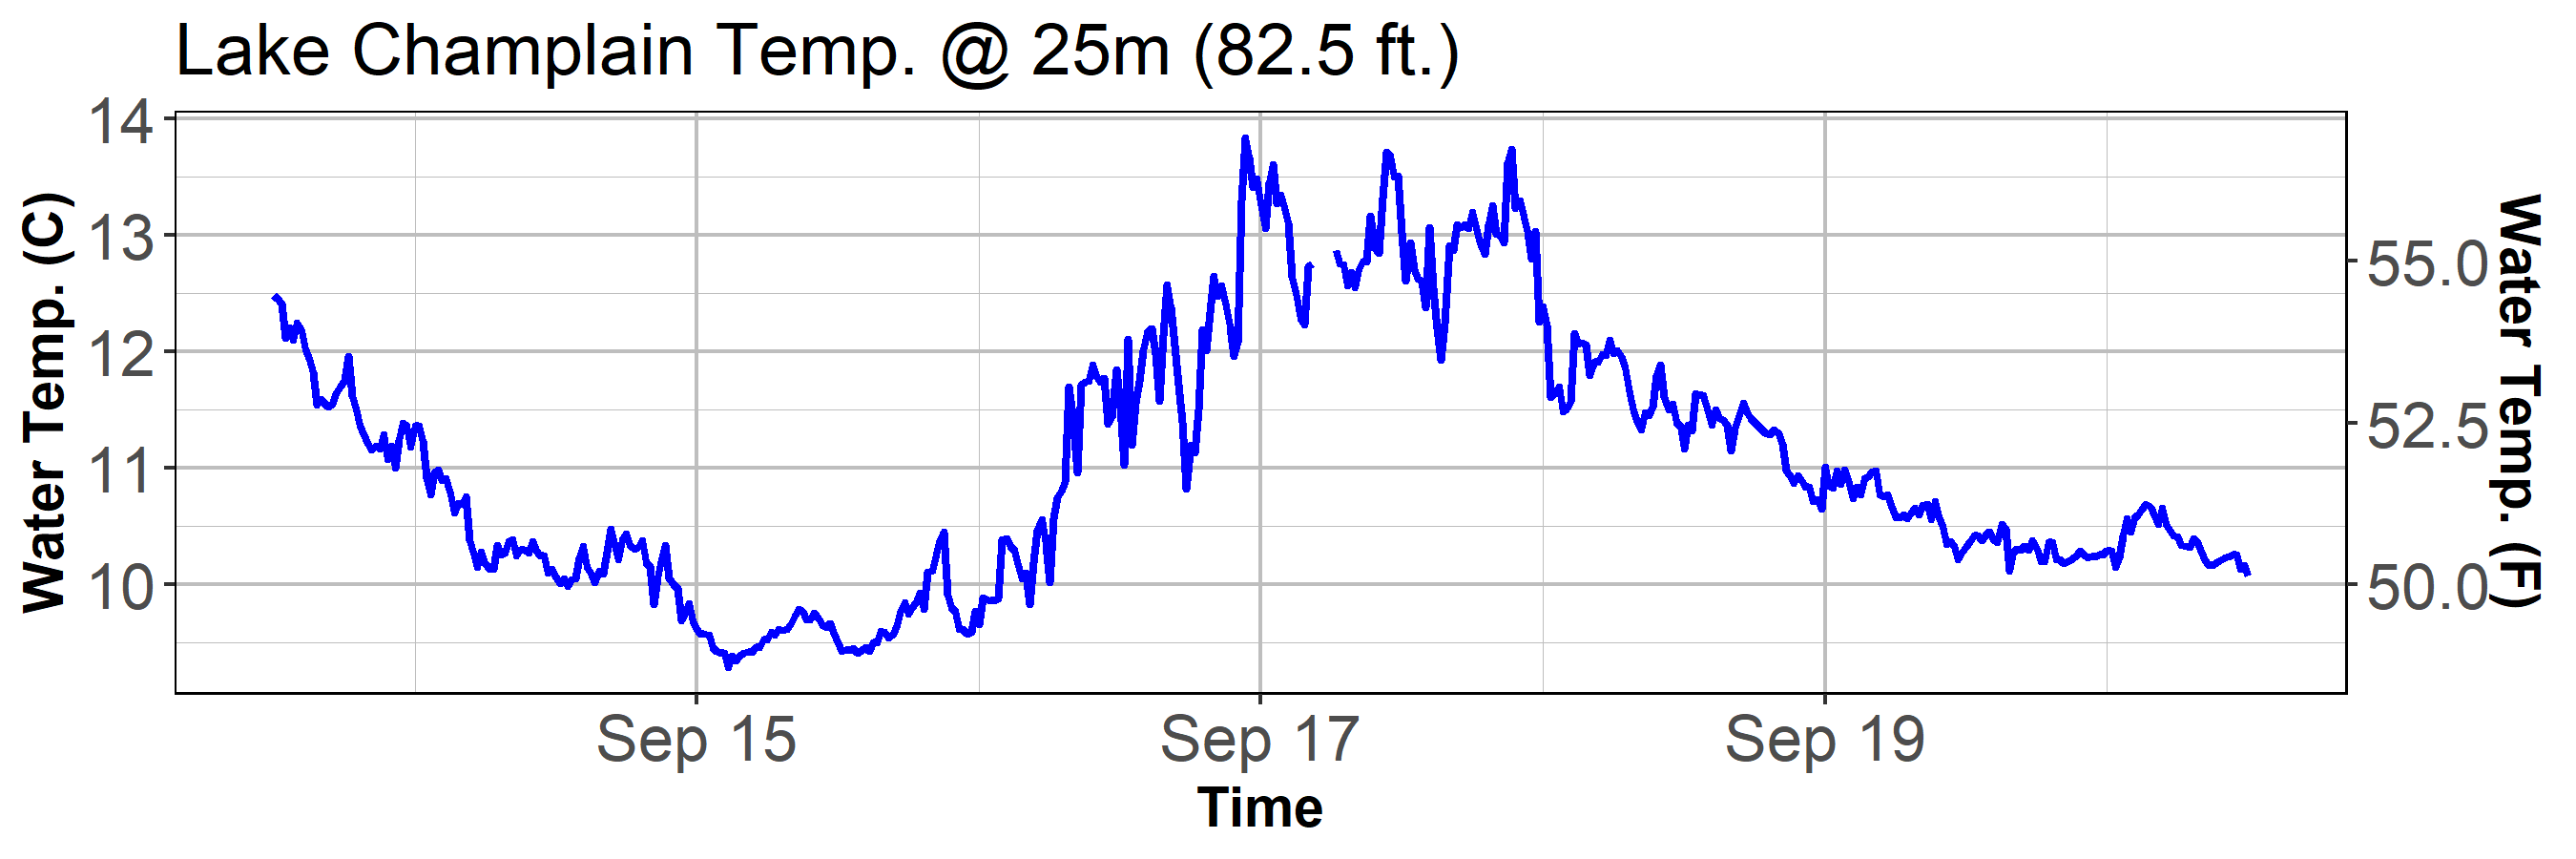 Lake Champlain Temp. @ 25m (82.5 ft.)
Water Temp. (C)
14
13
12
11
10
55.0
52.5
50.0
Water Temp. (F)
Sep 15
Sep 17
Sep 19
Time